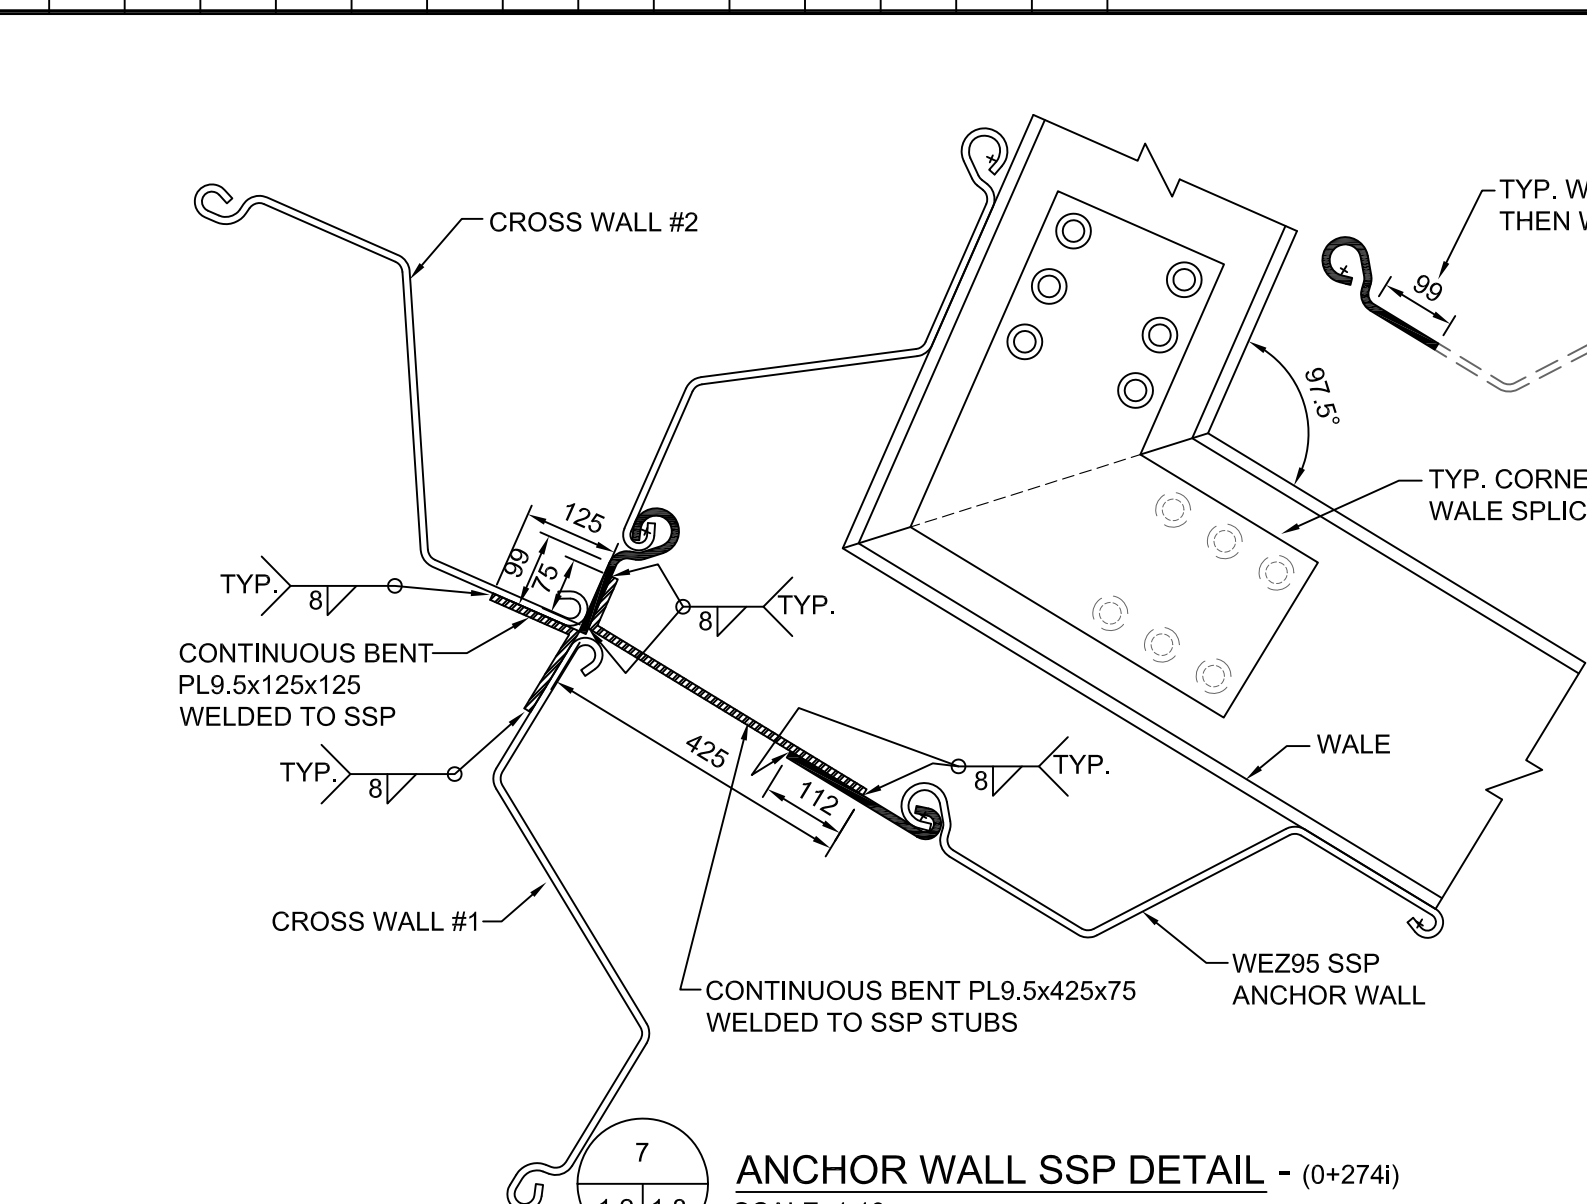 CROSS WALL #2
TYP.
THEN
99
97.5°
TYP.
WALE
125
99
75
TYP.
8
8
TYP.
CONTINUOUS BENT
PL9.5x125x125
WELDED TO SSP
TYP.
8
425
112
8
TYP.
WALE
CROSS WALL #1
CONTINUOUS BENT PL9.5x425x75
WELDED TO SSP STUBS
WEZ95 SSP
ANCHOR WALL
7
ANCHOR WALL SSP DETAIL - (0+274i)